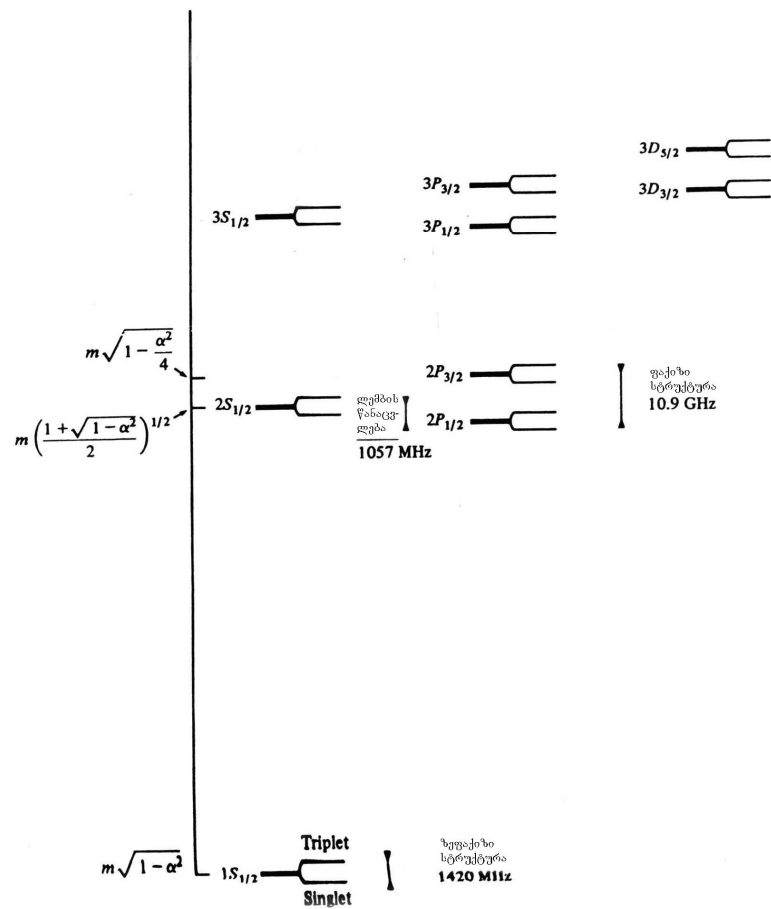 3D₅/₂
3P₃/₂
3D₃/₂
3S₁/₂
3P₁/₂
m√(1 − α²/4)
2P₃/₂
ფაქიზი
სტრუქტურა
10.9 GHz
2S₁/₂
ლემბის
წანაცვ-
ლება
1057 MHz
2P₁/₂
m((1 + √(1 − α²))/2)^1/2
Triplet
ზეფაქიზი
სტრუქტურა
1420 MHz
m√(1 − α²)
1S₁/₂
Singlet